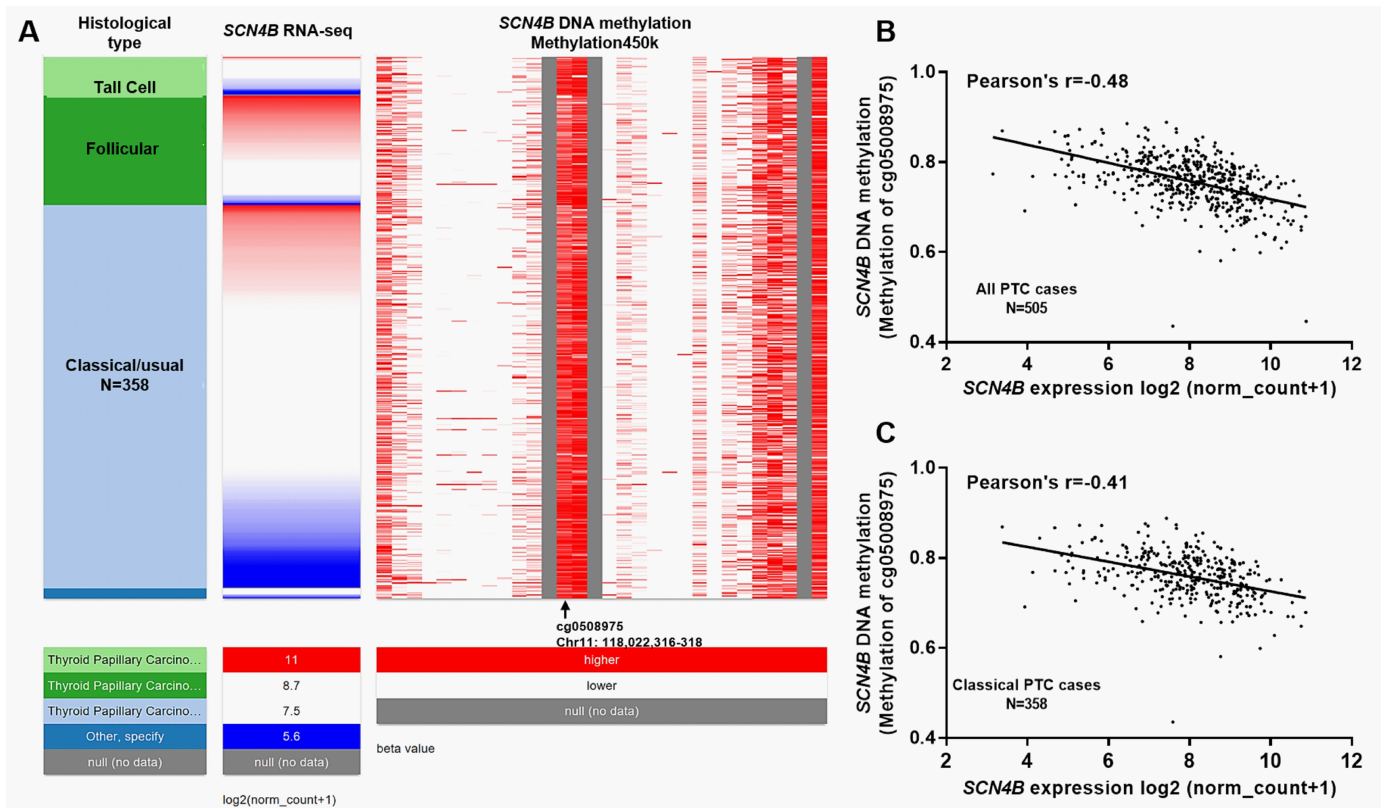 A
Histological
type
SCN4B RNA-seq
SCN4B DNA methylation
Methylation450k
Tall Cell
Follicular
Classical/usual
N=358
cg0508975
Chr11: 118,022,316-318
Thyroid Papillary Carcino...
Thyroid Papillary Carcino...
Thyroid Papillary Carcino...
Other, specify
null (no data)
11
8.7
7.5
5.6
null (no data)
log2(norm_count+1)
higher
lower
null (no data)
beta value
B
Pearson's r=-0.48
SCN4B DNA methylation
(Methylation of cg05008975)
1.0
0.8
0.6
0.4
All PTC cases
N=505
2 4 6 8 10 12
SCN4B expression log2 (norm_count+1)
C
Pearson's r=-0.41
SCN4B DNA methylation
(Methylation of cg05008975)
1.0
0.8
0.6
0.4
Classical PTC cases
N=358
2 4 6 8 10 12
SCN4B expression log2 (norm_count+1)